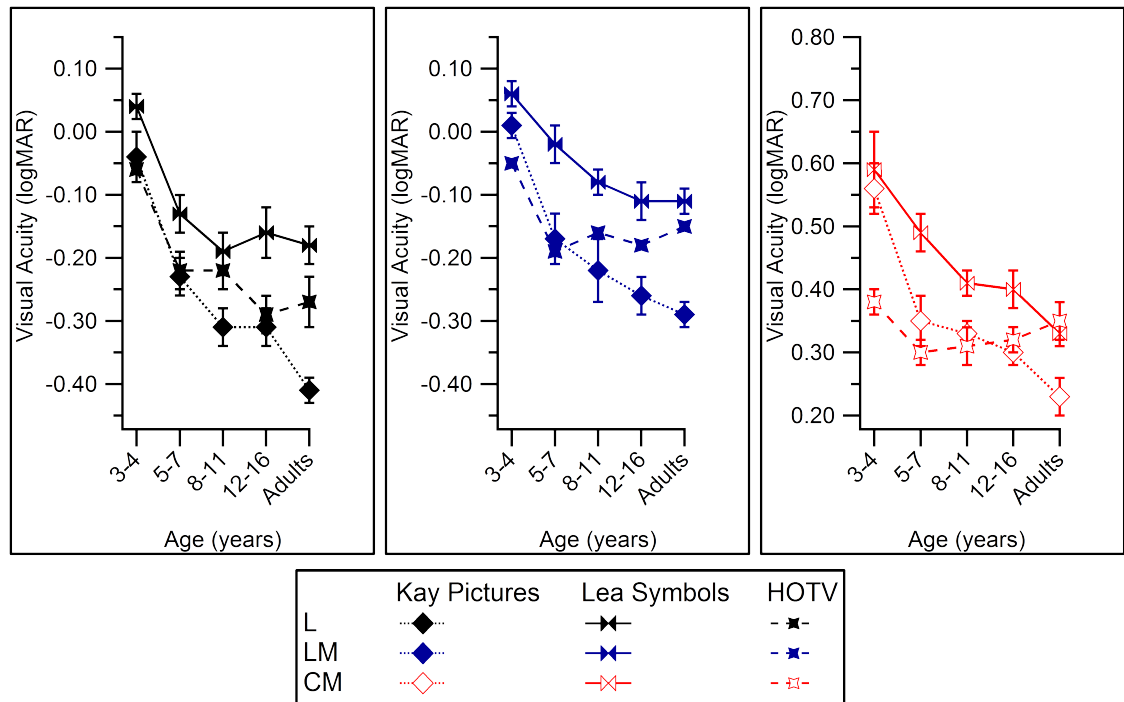 Visual Acuity (logMAR)
0.10
0.00
-0.10
-0.20
-0.30
-0.40
3-4
5-7
8-11
12-16
Adults
Age (years)
Visual Acuity (logMAR)
0.10
0.00
-0.10
-0.20
-0.30
-0.40
3-4
5-7
8-11
12-16
Adults
Age (years)
Visual Acuity (logMAR)
0.80
0.70
0.60
0.50
0.40
0.30
0.20
3-4
5-7
8-11
12-16
Adults
Age (years)
Kay Pictures Lea Symbols HOTV
L
LM
CM